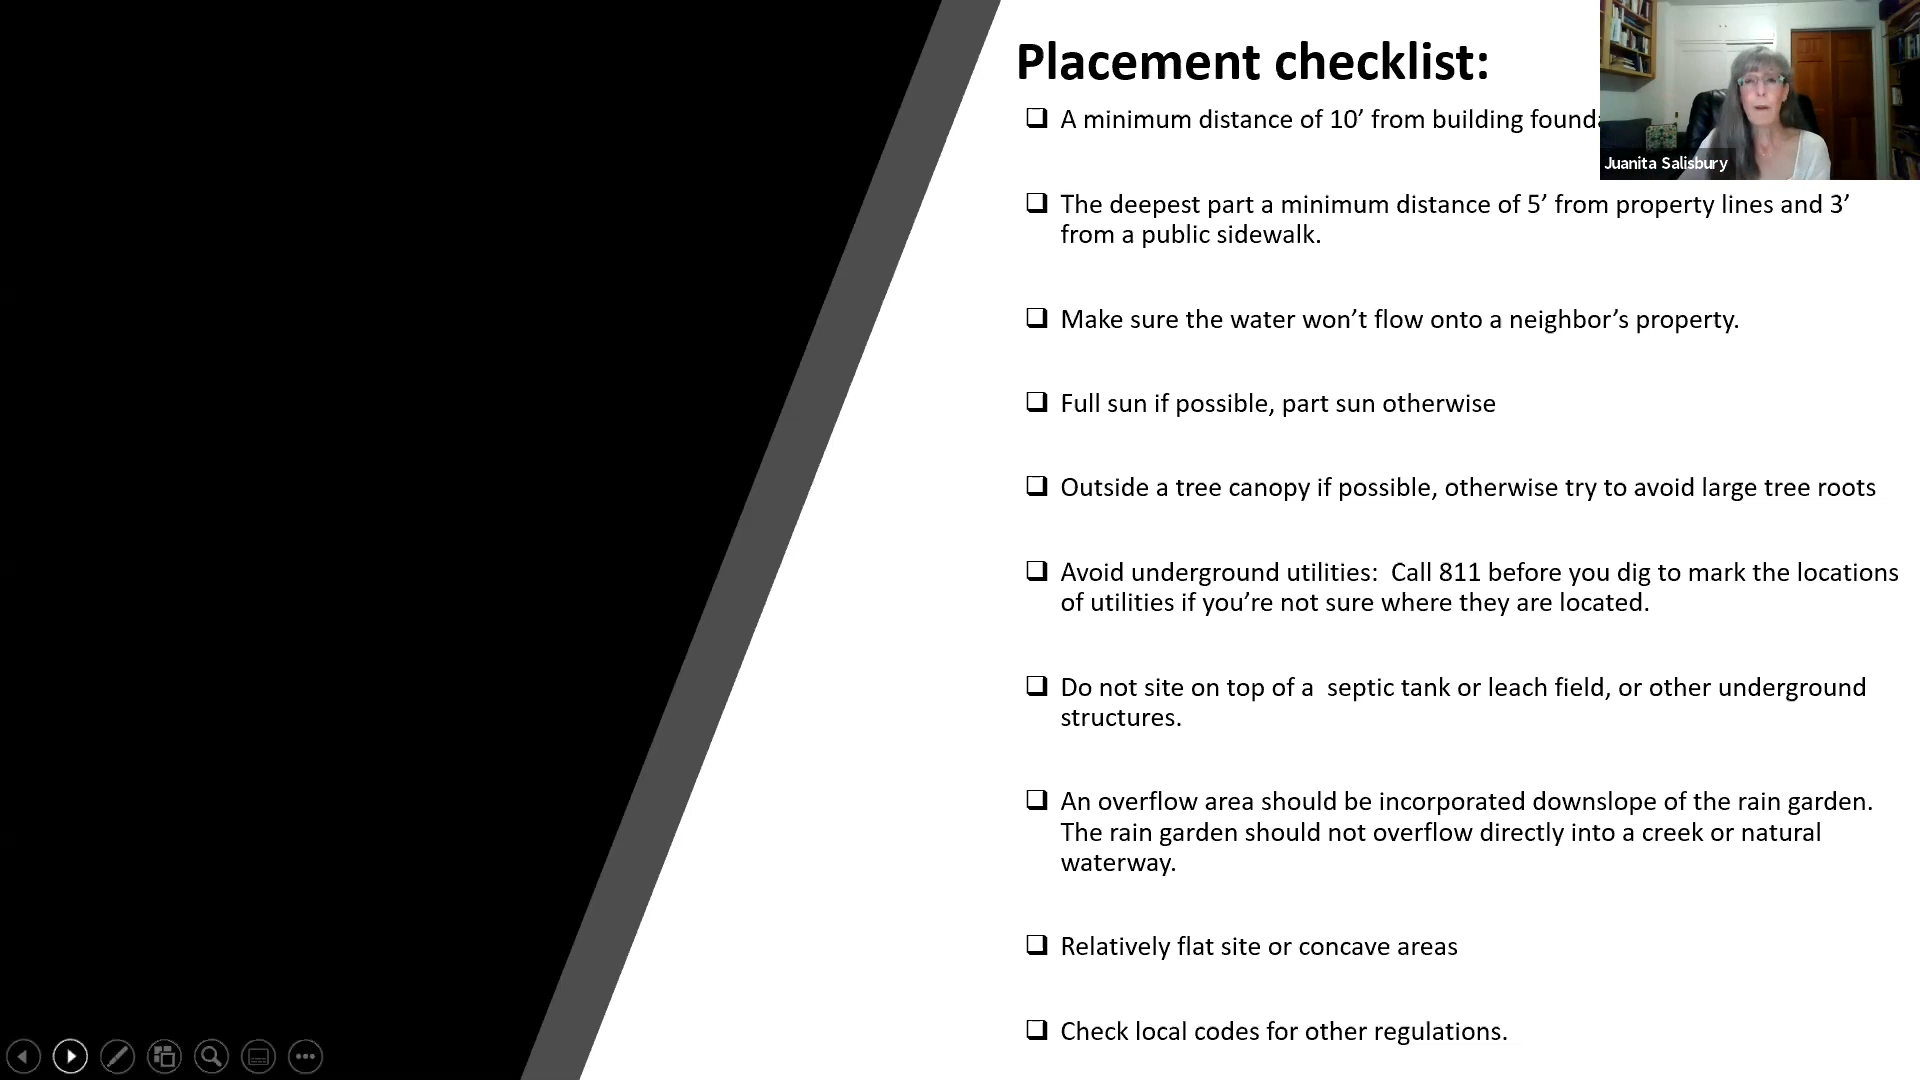 Placement checklist:
A minimum distance of 10’ from building
Juanita Salisbury
The deepest part a minimum distance of 5’ from property lines and 3’
from a public sidewalk.
Make sure the water won’t flow onto a neighbor’s property.
Full sun if possible, part sun otherwise
Outside a tree canopy if possible, otherwise try to avoid large tree roots
Avoid underground utilities:  Call 811 before you dig to mark the locations
of utilities if you’re not sure where they are located.
Do not site on top of a  septic tank or leach field, or other underground
structures.
An overflow area should be incorporated downslope of the rain garden.
The rain garden should not overflow directly into a creek or natural
waterway.
Relatively flat site or concave areas
Check local codes for other regulations.